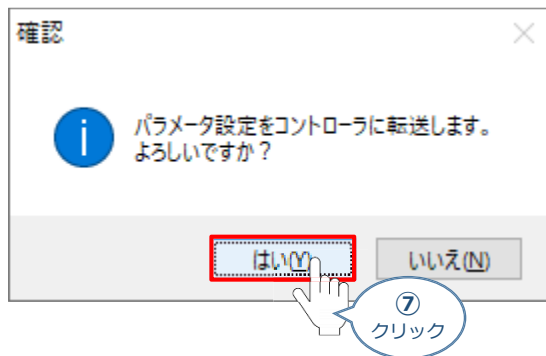 確認
パラメータ設定をコントローラに転送します。
よろしいですか？
はい(Y)
いいえ(N)
⑦
クリック